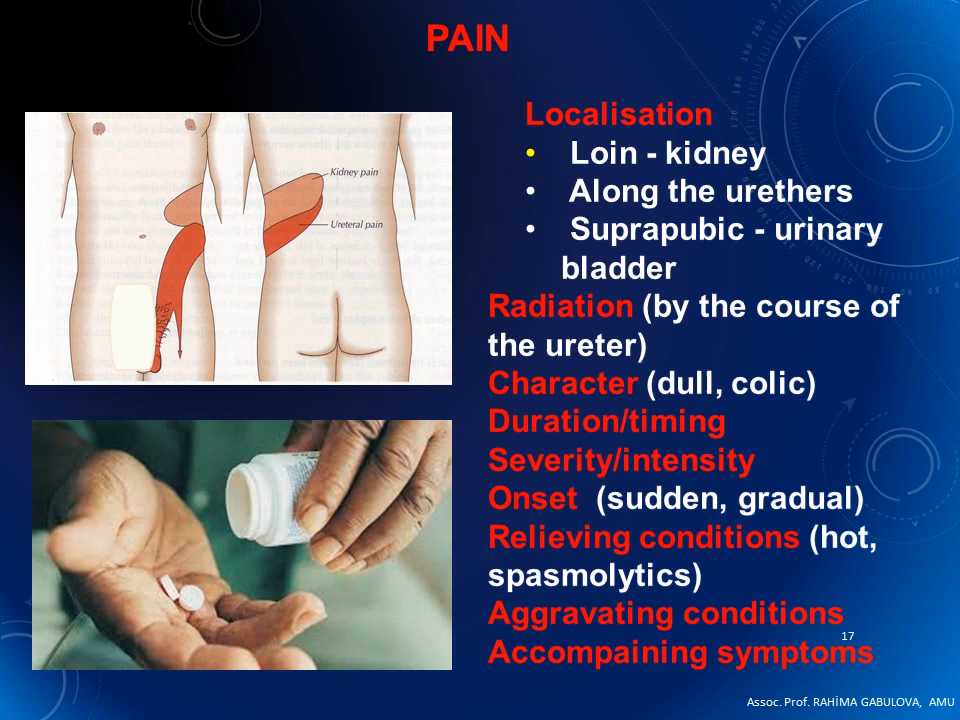 PAIN
Localisation
• Loin - kidney
• Along the urethers
• Suprapubic - urinary
bladder
Radiation (by the course of
the ureter)
Character (dull, colic)
Duration/timing
Severity/intensity
Onset (sudden, gradual)
Relieving conditions (hot,
spasmolytics)
Aggravating conditions
Accompaining symptoms
Kidney pain
Ureteral pain
17
Assoc. Prof. RAHİMA GABULOVA, AMU